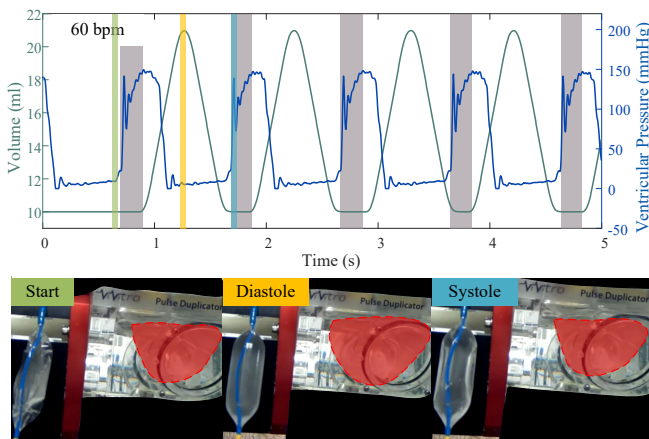 60 bpm
Volume (ml)
22
20
18
16
14
12
10
Ventricular Pressure (mmHg)
200
150
100
50
0
-50
0
1
2
3
4
5
Time (s)
Start
Diastole
Systole
Pulse Duplicator
Vitro
Pulse Duplicator
Vitro
Pulse Duplicator